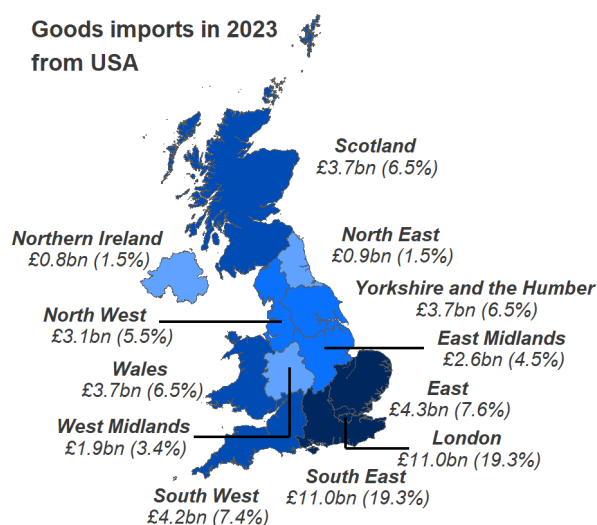 Goods imports in 2023
from USA
Scotland
£3.7bn (6.5%)
Northern Ireland
£0.8bn (1.5%)
North East
£0.9bn (1.5%)
Yorkshire and the Humber
£3.7bn (6.5%)
North West
£3.1bn (5.5%)
East Midlands
£2.6bn (4.5%)
Wales
£3.7bn (6.5%)
East
£4.3bn (7.6%)
West Midlands
£1.9bn (3.4%)
London
£11.0bn (19.3%)
South East
£11.0bn (19.3%)
South West
£4.2bn (7.4%)